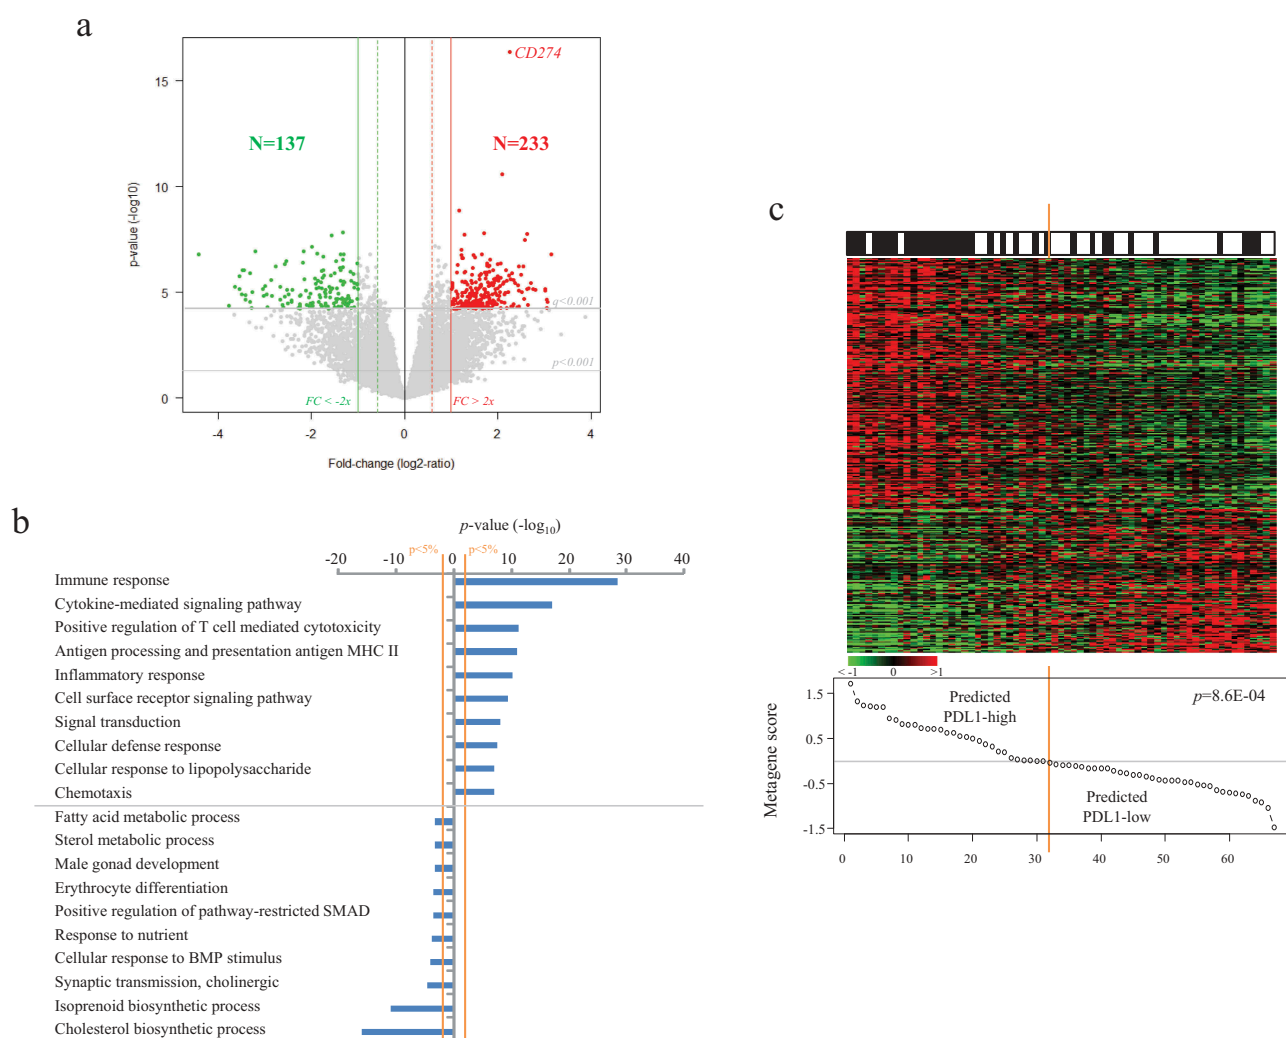 a
CD274
N=137
N=233
15
10
5
0
p-value (-log10)
q<0.001
p<0.001
FC < -2x
FC > 2x
-4
-2
0
2
4
Fold-change (log2-ratio)
b
p-value (-log10)
p<5%
p<5%
-20
-10
0
10
20
30
40
Immune response
Cytokine-mediated signaling pathway
Positive regulation of T cell mediated cytotoxicity
Antigen processing and presentation antigen MHC II
Inflammatory response
Cell surface receptor signaling pathway
Signal transduction
Cellular defense response
Cellular response to lipopolysaccharide
Chemotaxis
Fatty acid metabolic process
Sterol metabolic process
Male gonad development
Erythrocyte differentiation
Positive regulation of pathway-restricted SMAD
Response to nutrient
Cellular response to BMP stimulus
Synaptic transmission, cholinergic
Isoprenoid biosynthetic process
Cholesterol biosynthetic process
c
< -1
0
>1
Metagene score
1.5
0.5
-0.5
-1.5
Predicted
PDL1-high
p=8.6E-04
Predicted
PDL1-low
0
10
20
30
40
50
60